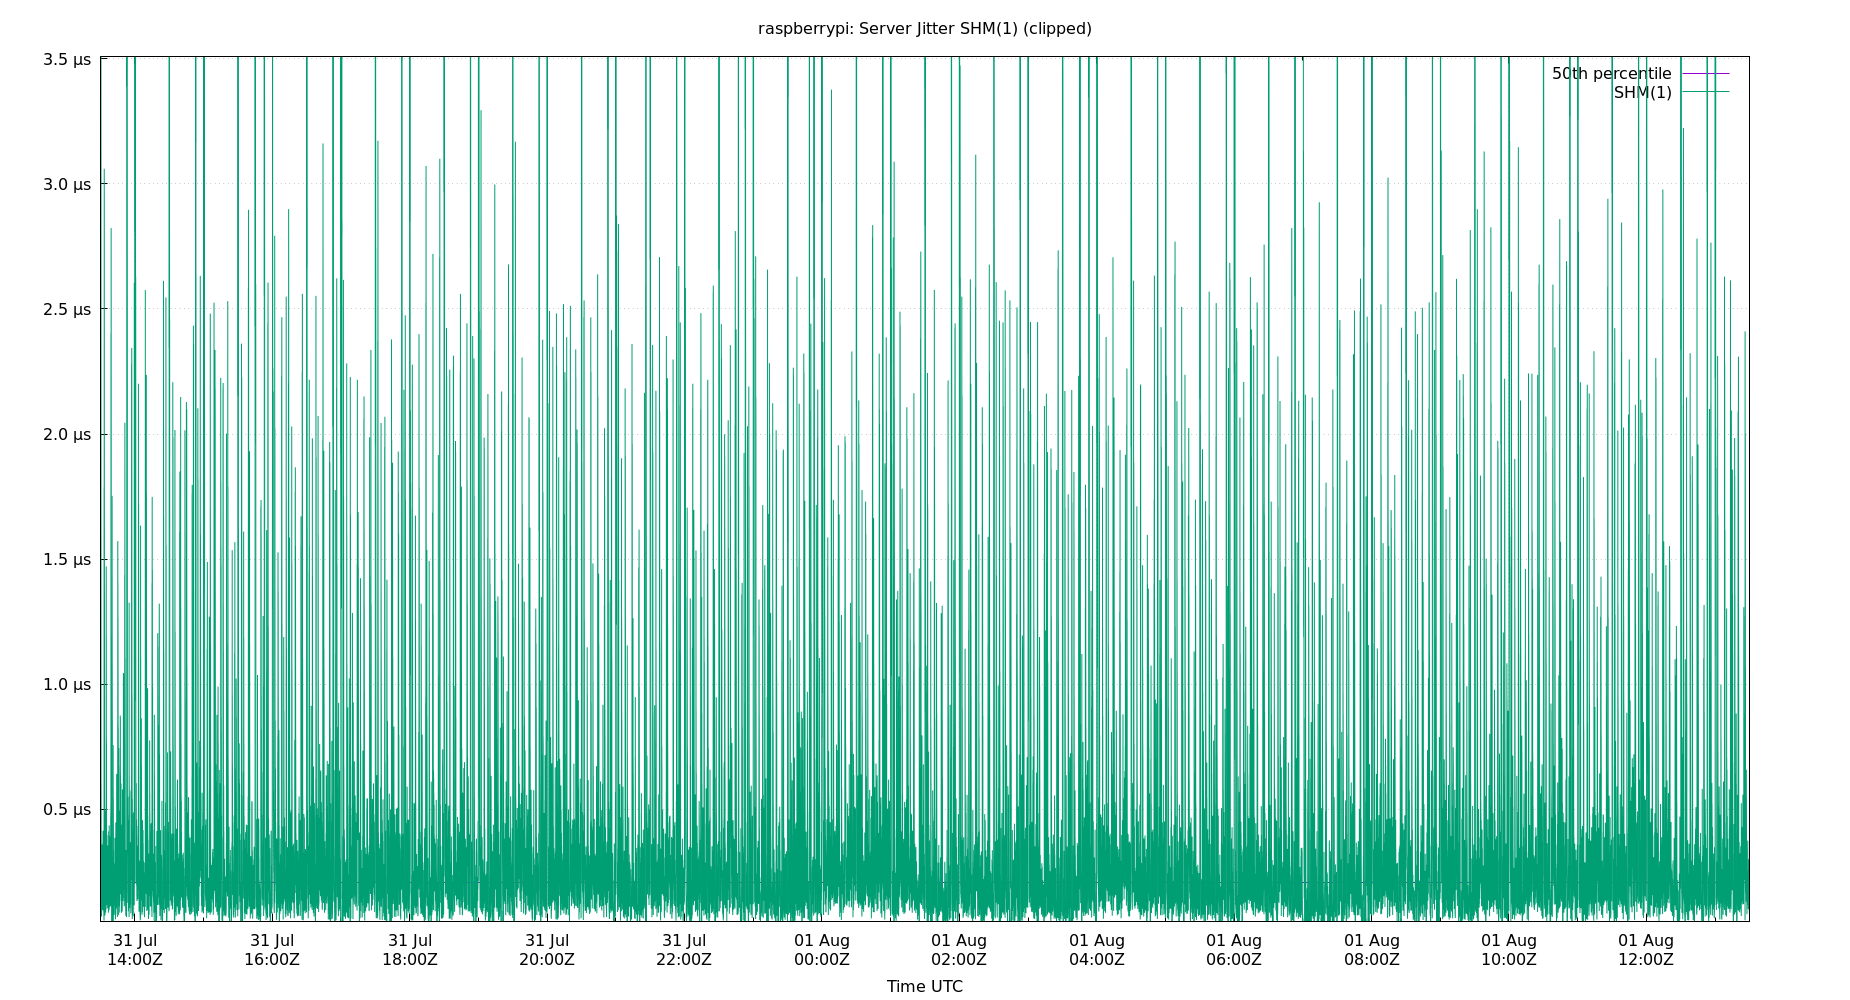 raspberrypi: Server Jitter SHM(1) (clipped)
3.5 µs
3.0 µs
2.5 µs
2.0 µs
1.5 µs
1.0 µs
0.5 µs
50th percentile
SHM(1)
31 Jul 31 Jul 31 Jul 31 Jul 31 Jul 01 Aug 01 Aug 01 Aug 01 Aug 01 Aug 01 Aug 01 Aug
14:00Z 16:00Z 18:00Z 20:00Z 22:00Z 00:00Z 02:00Z 04:00Z 06:00Z 08:00Z 10:00Z 12:00Z
Time UTC